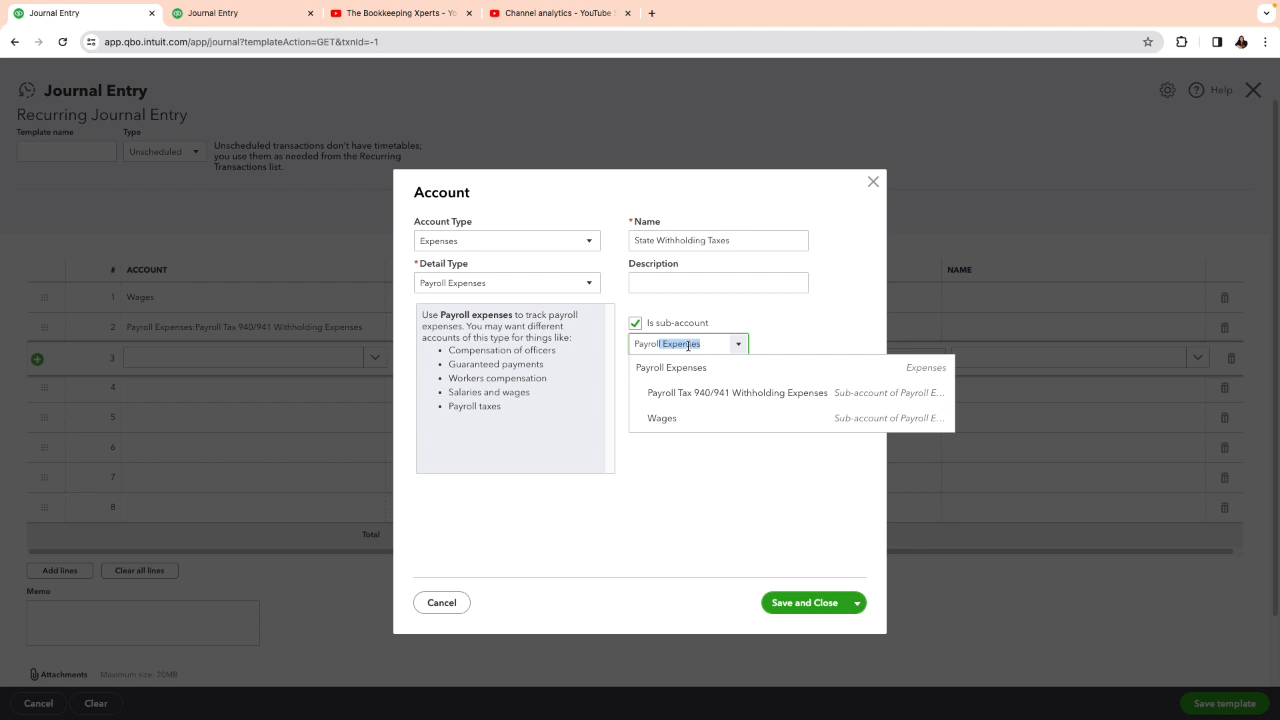 Journal Entry
Journal Entry
The Bookkeeping Xperts - Yo
Channel analytics - YouTube
app.qbo.intuit.com/app/journal?templateAction=GET&txnId=-1
Journal Entry
Help
Recurring Journal Entry
Template name
Type
Unscheduled
Unscheduled transactions don't have timetables;
you use them as needed from the Recurring
Transactions list.
# ACCOUNT
NAME
1 Wages
2 Payroll Expenses:Payroll Tax 940/941 Withholding Expenses
3
4
5
6
7
8
Total
Add lines
Clear all lines
Memo
Attachments Maximum size: 20MB
Cancel
Clear
Save template
Account
Account Type
Expenses
* Detail Type
Payroll Expenses
Use Payroll expenses to track payroll
expenses. You may want different
accounts of this type for things like:
• Compensation of officers
• Guaranteed payments
• Workers compensation
• Salaries and wages
• Payroll taxes
* Name
State Withholding Taxes
Description
Is sub-account
Payroll Expenses
Payroll Expenses Expenses
Payroll Tax 940/941 Withholding Expenses Sub-account of Payroll E...
Wages Sub-account of Payroll E...
Cancel
Save and Close